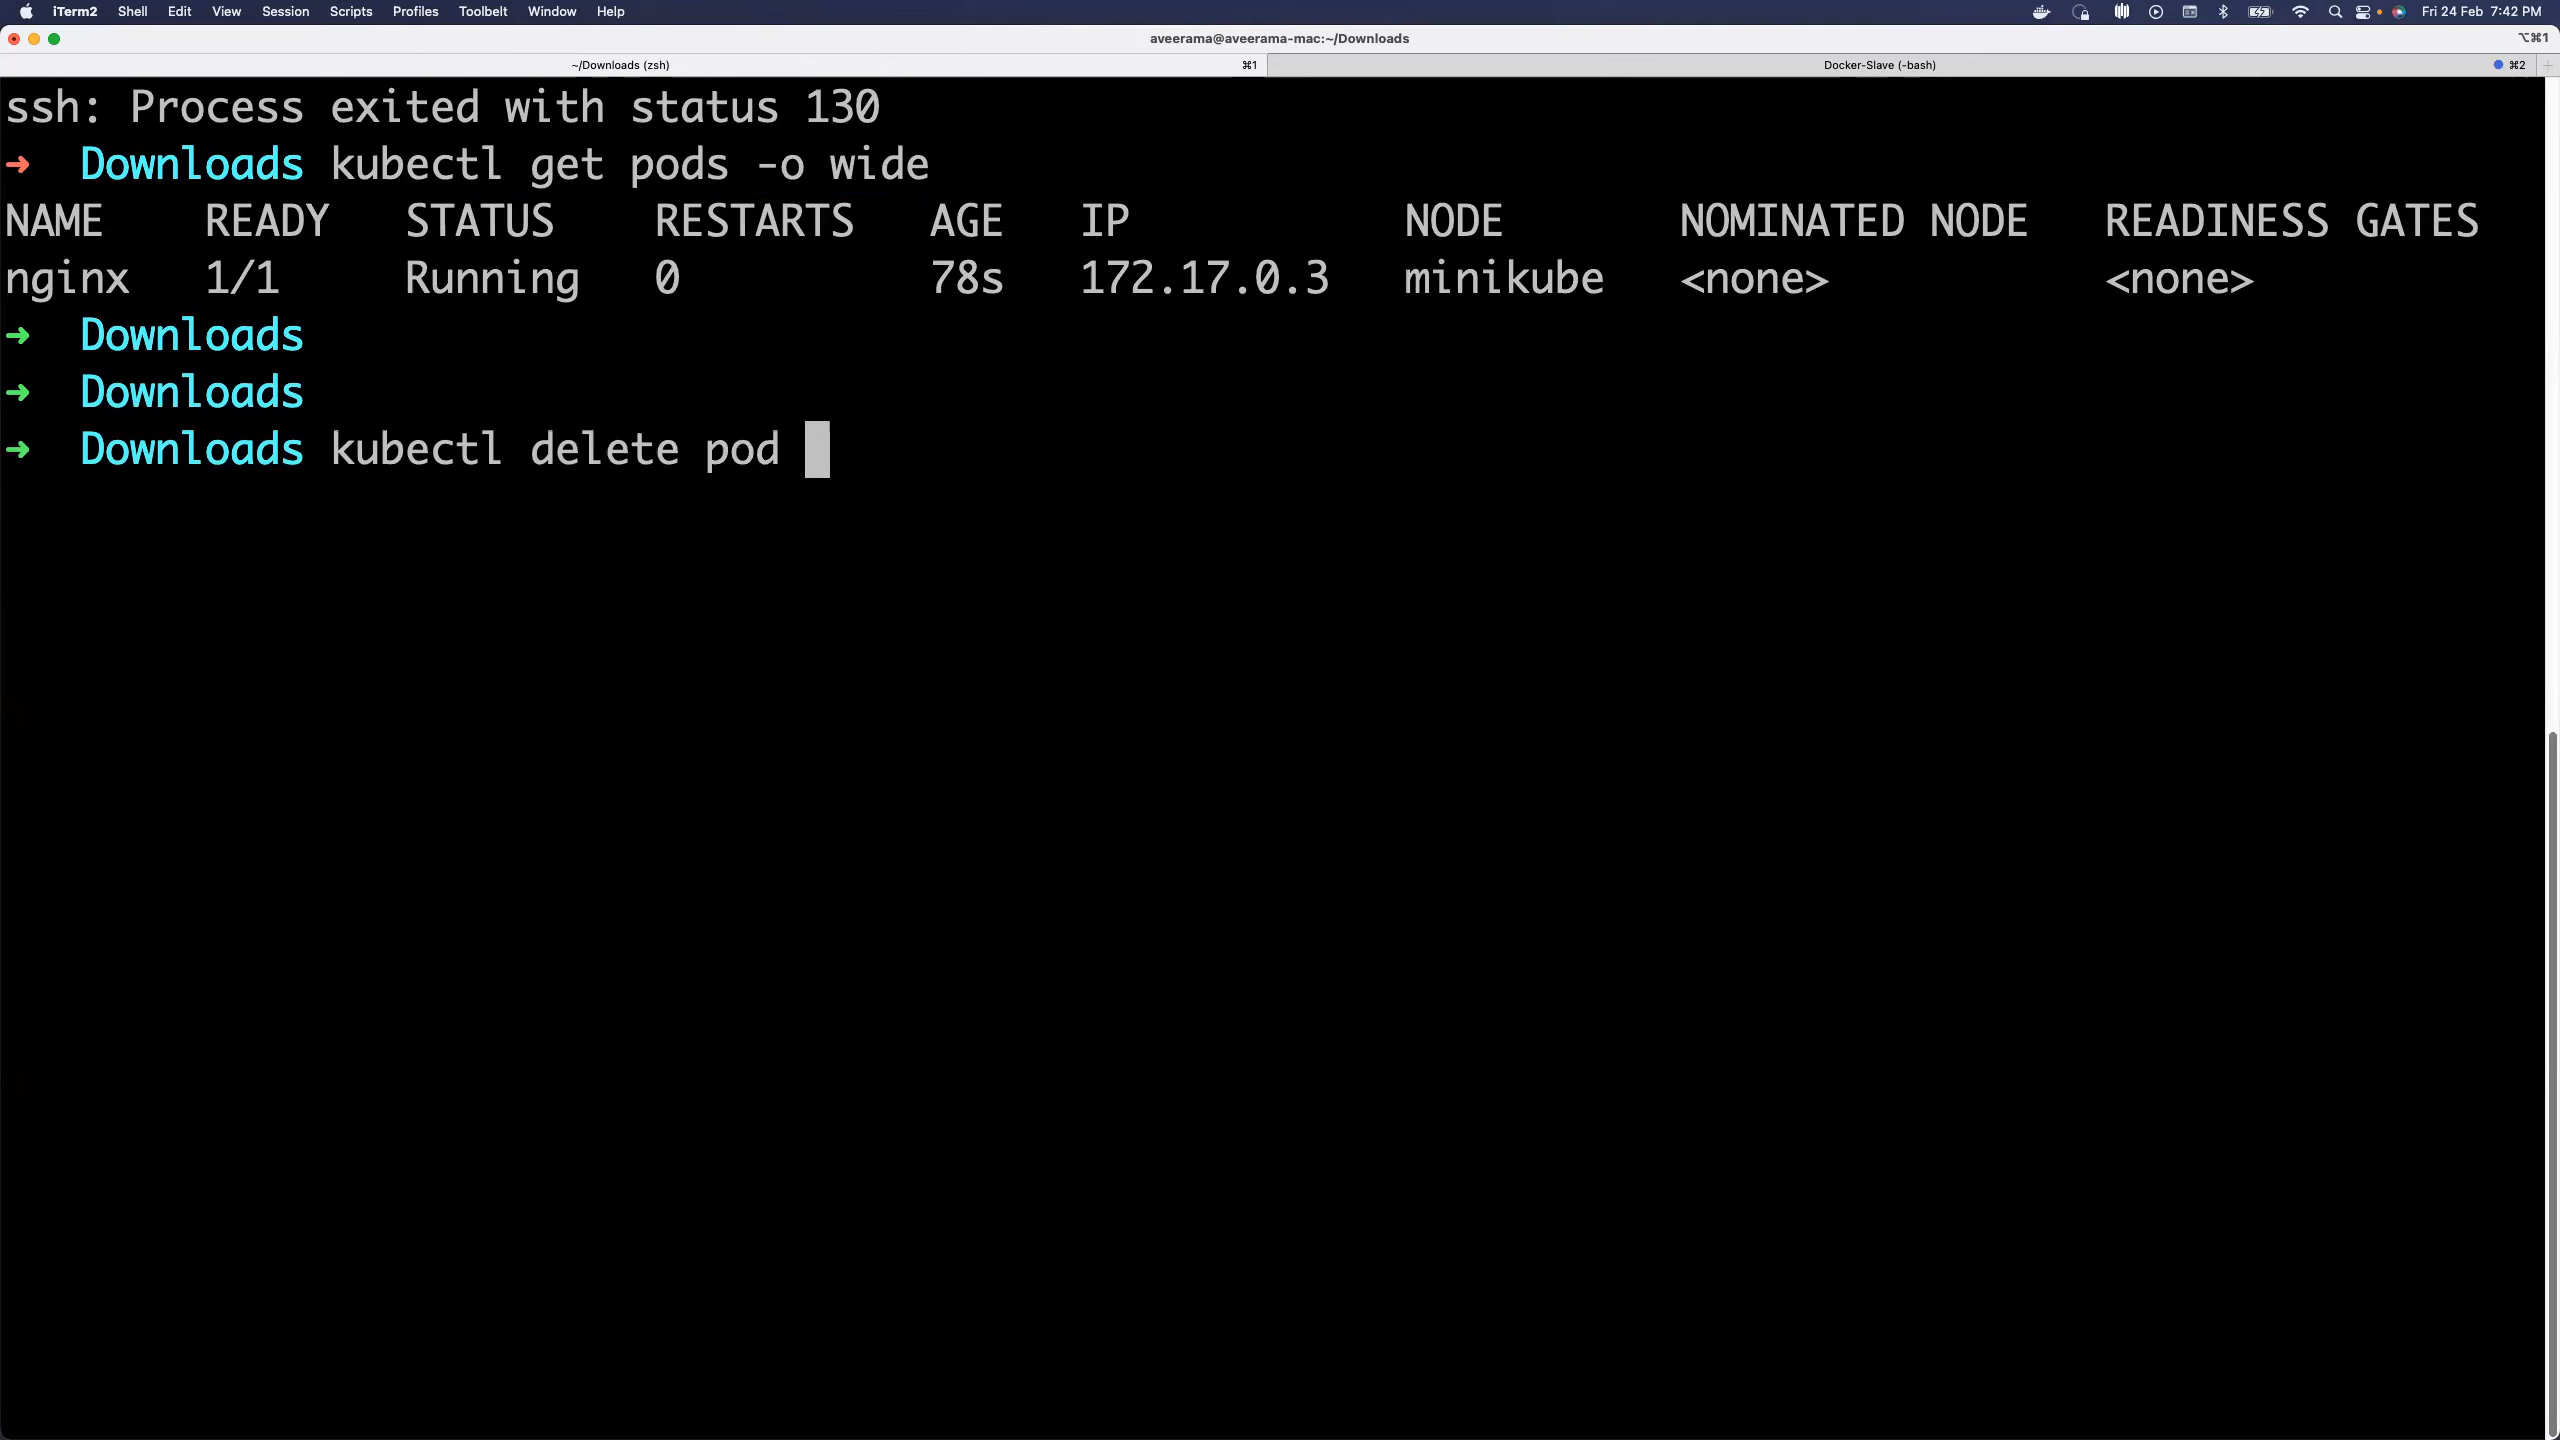 iTerm2 Shell Edit View Session Scripts Profiles Toolbelt Window Help Fri 24 Feb 7:42 PM
aveerama@aveerama-mac:~/Downloads ⌥⌘1
~/Downloads (zsh) ⌘1 Docker-Slave (-bash) ⌘2
ssh: Process exited with status 130
➜ Downloads kubectl get pods -o wide
NAME READY STATUS RESTARTS AGE IP NODE NOMINATED NODE READINESS GATES
nginx 1/1 Running 0 78s 172.17.0.3 minikube <none> <none>
➜ Downloads
➜ Downloads
➜ Downloads kubectl delete pod